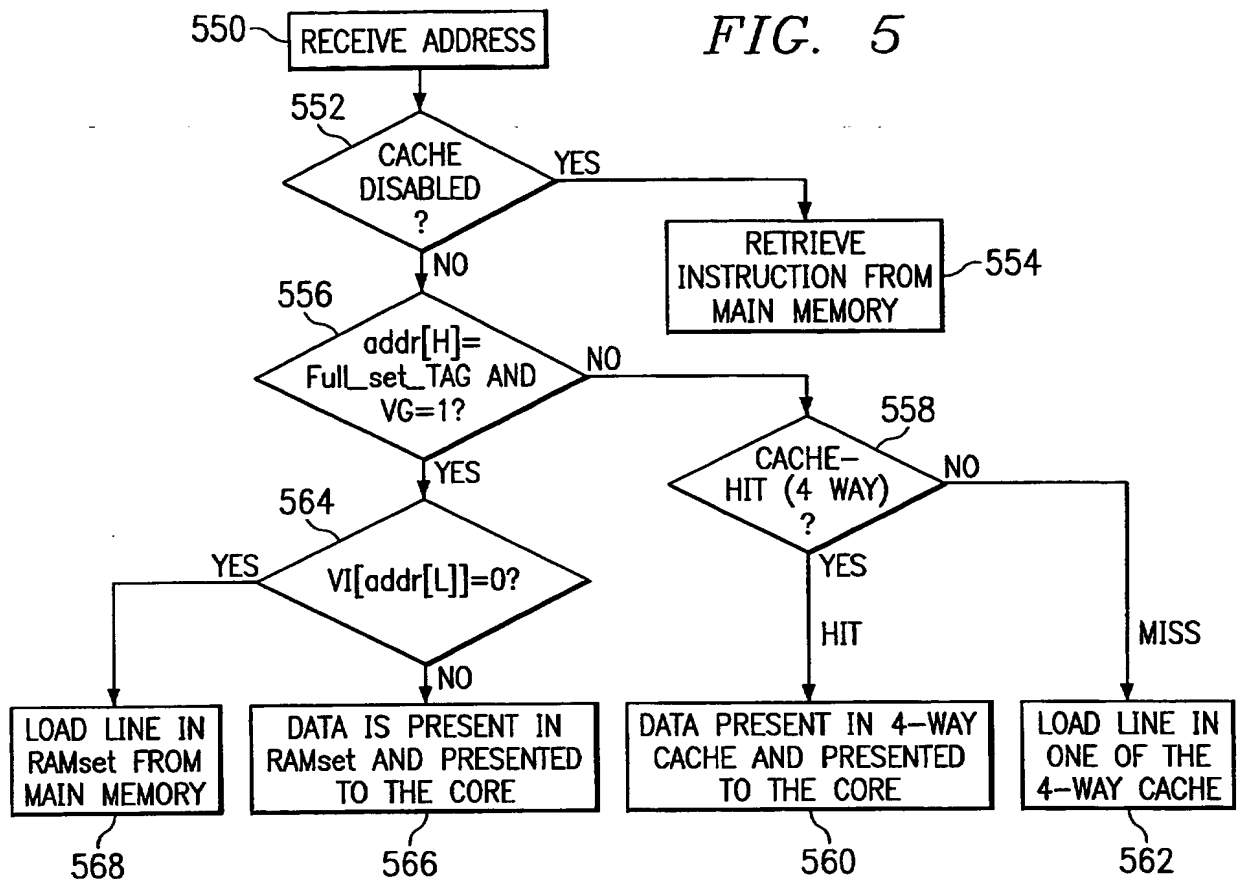 FIG. 5
550
RECEIVE ADDRESS
552
CACHE
DISABLED
?
YES
NO
RETRIEVE
INSTRUCTION FROM
MAIN MEMORY
554
556
addr[H]=
Full_set_TAG AND
VG=1?
NO
YES
558
CACHE-
HIT (4 WAY)
?
NO
YES
564
VI[addr[L]]=0?
YES
NO
HIT
MISS
LOAD LINE IN
RAMset FROM
MAIN MEMORY
DATA IS PRESENT IN
RAMset AND PRESENTED
TO THE CORE
DATA PRESENT IN 4-WAY
CACHE AND PRESENTED
TO THE CORE
LOAD LINE IN
ONE OF THE
4-WAY CACHE
568
566
560
562